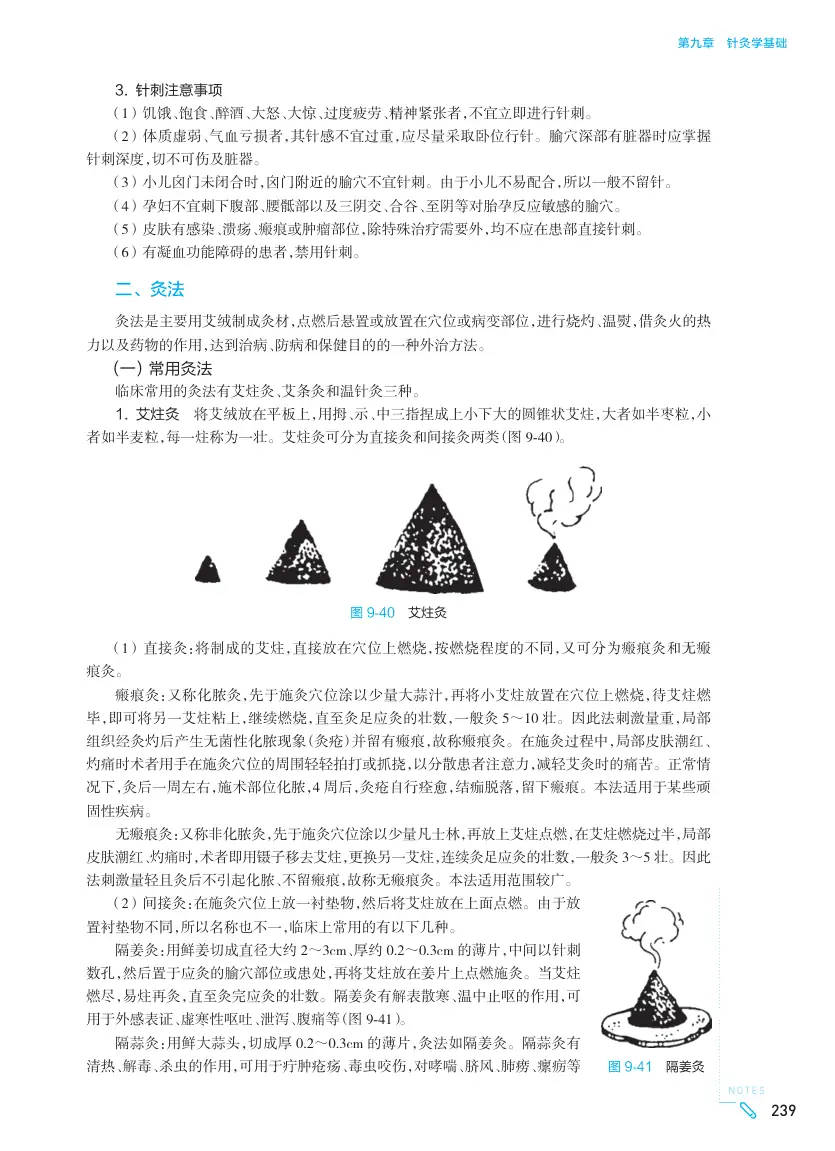 第九章 针灸学基础
3. 针刺注意事项
（1）饥饿、饱食、醉酒、大怒、大惊、过度疲劳、精神紧张者，不宜立即进行针刺。
（2）体质虚弱、气血亏损者，其针感不宜过重，应尽量采取卧位行针。腧穴深部有脏器时应掌握
针刺深度，切不可伤及脏器。
（3）小儿囟门未闭合时，囟门附近的腧穴不宜针刺。由于小儿不易配合，所以一般不留针。
（4）孕妇不宜刺下腹部、腰骶部以及三阴交、合谷、至阴等对胎孕反应敏感的腧穴。
（5）皮肤有感染、溃疡、瘢痕或肿瘤部位，除特殊治疗需要外，均不应在患部直接针刺。
（6）有凝血功能障碍的患者，禁用针刺。
二、灸法
灸法是主要用艾绒制成灸材，点燃后悬置或放置在穴位或病变部位，进行烧灼、温熨，借灸火的热
力以及药物的作用，达到治病、防病和保健目的的一种外治方法。
（一）常用灸法
临床常用的灸法有艾炷灸、艾条灸和温针灸三种。
1. 艾炷灸 将艾绒放在平板上，用拇、示、中三指捏成上小下大的圆锥状艾炷，大者如半枣粒，小
者如半麦粒，每一炷称为一壮。艾炷灸可分为直接灸和间接灸两类（图 9-40）。
图 9-40 艾炷灸
（1）直接灸：将制成的艾炷，直接放在穴位上燃烧，按燃烧程度的不同，又可分为瘢痕灸和无瘢
痕灸。
瘢痕灸：又称化脓灸，先于施灸穴位涂以少量大蒜汁，再将小艾炷放置在穴位上燃烧，待艾炷燃
毕，即可将另一艾炷粘上，继续燃烧，直至灸足应灸的壮数，一般灸 5～10 壮。因此法刺激量重，局部
组织经灸灼后产生无菌性化脓现象（灸疮）并留有瘢痕，故称瘢痕灸。在施灸过程中，局部皮肤潮红、
灼痛时术者用手在施灸穴位的周围轻轻拍打或抓挠，以分散患者注意力，减轻艾灸时的痛苦。正常情
况下，灸后一周左右，施术部位化脓，4 周后，灸疮自行痊愈，结痂脱落，留下瘢痕。本法适用于某些顽
固性疾病。
无瘢痕灸：又称非化脓灸，先于施灸穴位涂以少量凡士林，再放上艾炷点燃，在艾炷燃烧过半，局部
皮肤潮红、灼痛时，术者即用镊子移去艾炷，更换另一艾炷，连续灸足应灸的壮数，一般灸 3～5 壮。因此
法刺激量轻且灸后不引起化脓、不留瘢痕，故称无瘢痕灸。本法适用范围较广。
（2）间接灸：在施灸穴位上放一衬垫物，然后将艾炷放在上面点燃。由于放
置衬垫物不同，所以名称也不一，临床上常用的有以下几种。
隔姜灸：用鲜姜切成直径大约 2～3cm、厚约 0.2～0.3cm 的薄片，中间以针刺
数孔，然后置于应灸的腧穴部位或患处，再将艾炷放在姜片上点燃施灸。当艾炷
燃尽，易炷再灸，直至灸完应灸的壮数。隔姜灸有解表散寒、温中止呕的作用，可
用于外感表证、虚寒性呕吐、泄泻、腹痛等（图 9-41）。
隔蒜灸：用鲜大蒜头，切成厚 0.2～0.3cm 的薄片，灸法如隔姜灸。隔蒜灸有
清热、解毒、杀虫的作用，可用于疔肿疮疡、毒虫咬伤，对哮喘、脐风、肺痨、瘰疬等
图 9-41 隔姜灸
NOTES
239